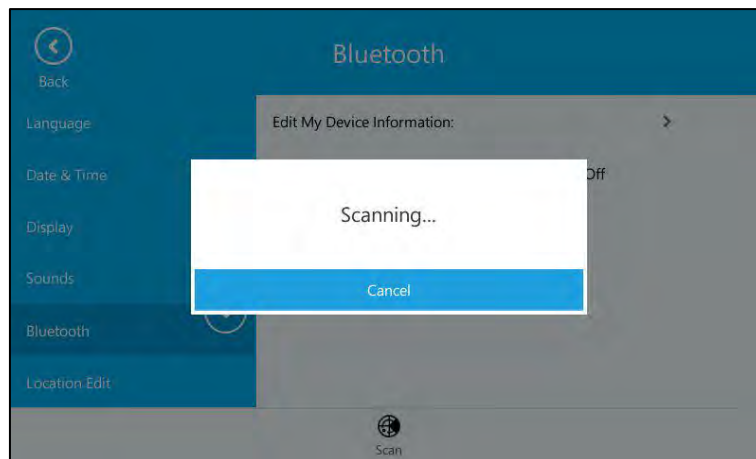 Bluetooth
Back
Language
Edit My Device Information:
Date & Time
Off
Display
Scanning...
Sounds
Cancel
Bluetooth
Location Edit
Scan